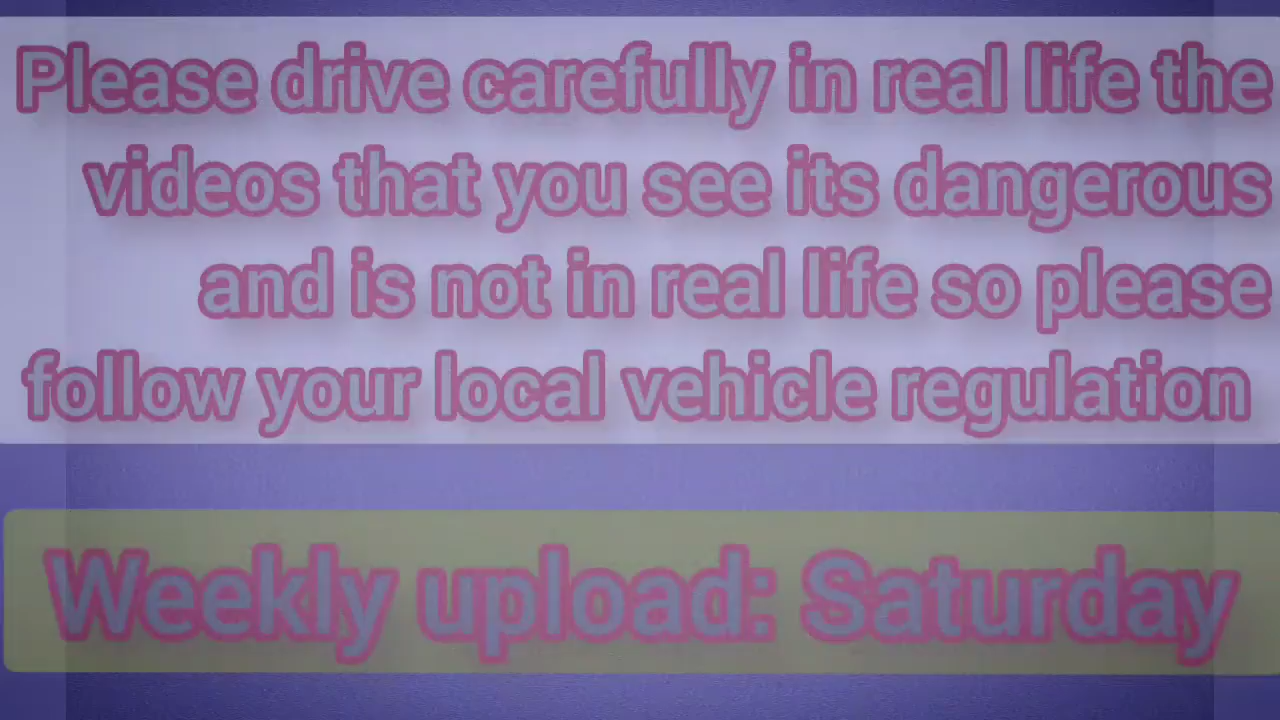 Please drive carefully in real life the
videos that you see its dangerous
and is not in real life so please
follow your local vehicle regulation
Weekly upload: Saturday